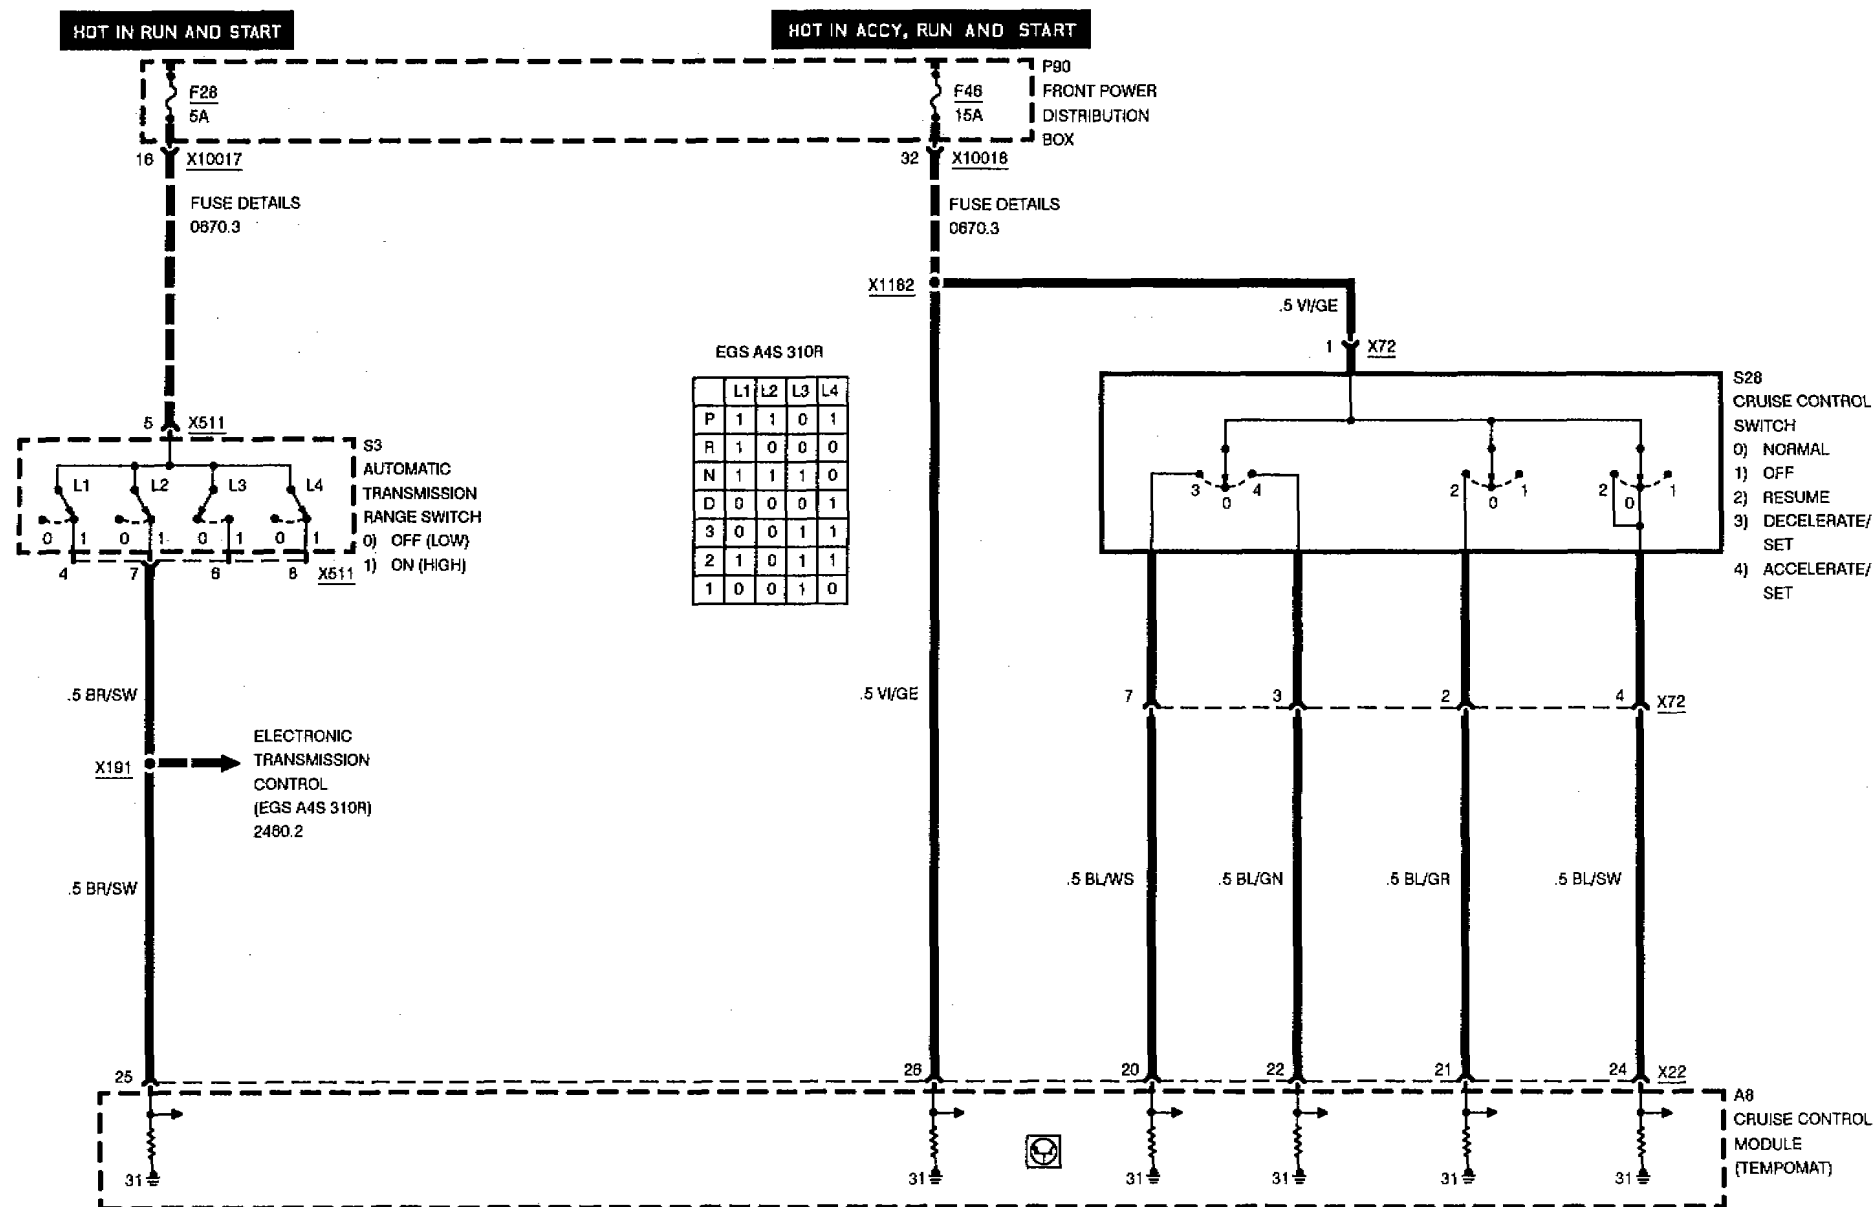 HOT IN RUN AND START
HOT IN ACCY, RUN AND START
F28
5A
F46
15A
P90
FRONT POWER
DISTRIBUTION
BOX
16 X10017
32 X10018
FUSE DETAILS
0670.3
FUSE DETAILS
0670.3
X1182
.5 VI/GE
1 X72
EGS A4S 310R
L1 L2 L3 L4
P 1 1 0 1
R 1 0 0 0
N 1 1 1 0
D 0 0 0 1
3 0 0 1 1
2 1 0 1 1
1 0 0 1 0
S28
CRUISE CONTROL
SWITCH
0) NORMAL
1) OFF
2) RESUME
3) DECELERATE/
SET
4) ACCELERATE/
SET
3 0 4
2 0 1
2 0 1
5 X511
S3
AUTOMATIC
TRANSMISSION
RANGE SWITCH
0) OFF (LOW)
1) ON (HIGH)
L1 L2 L3 L4
0 1 0 1 0 1 0 1
4 7 6 8 X511
.5 BR/SW
.5 VI/GE
7 3 2 4 X72
X191
ELECTRONIC
TRANSMISSION
CONTROL
(EGS A4S 310R)
2460.2
.5 BR/SW
.5 BL/WS
.5 BL/GN
.5 BL/GR
.5 BL/SW
25 26 20 22 21 24 X22
A8
CRUISE CONTROL
MODULE
(TEMPOMAT)
31 31 31 31 31 31